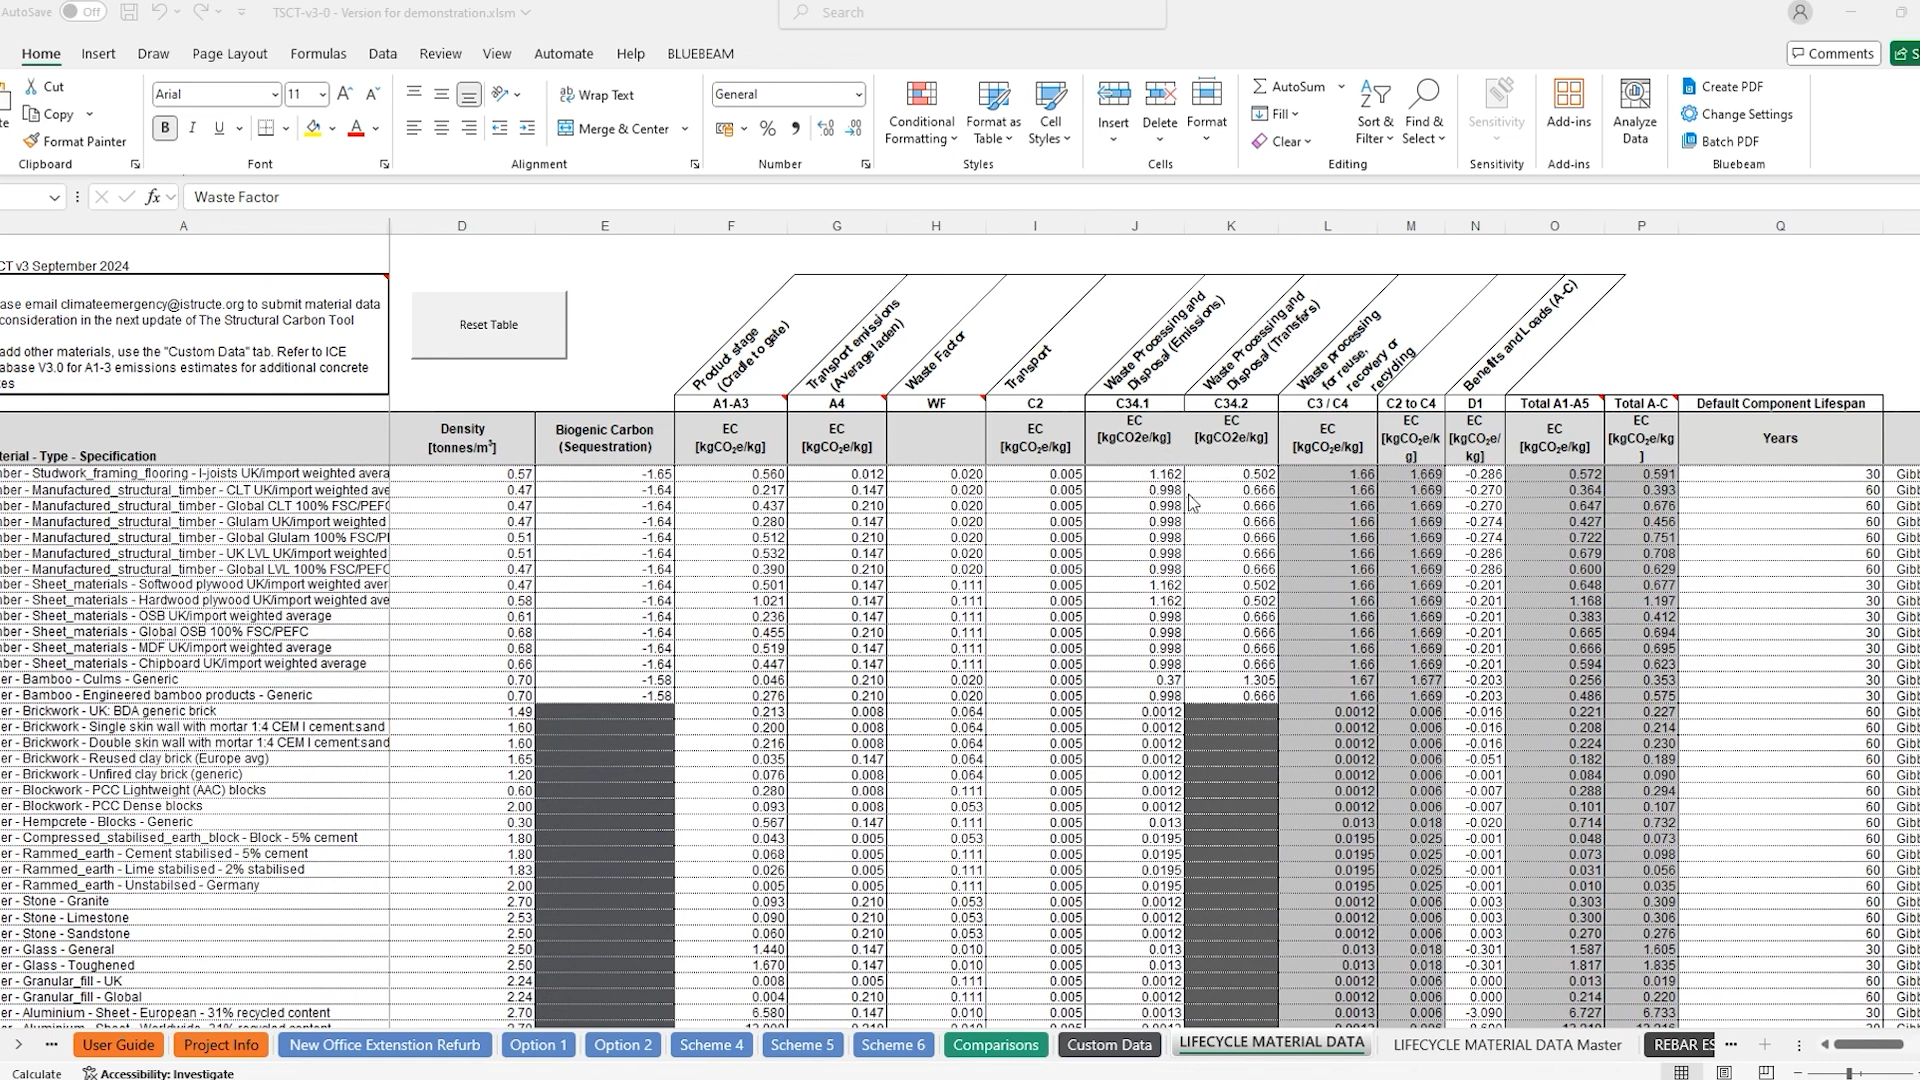 AutoSave Off TSCT-v3-0 - Version for demonstration.xlsm Search
Home Insert Draw Page Layout Formulas Data Review View Automate Help BLUEBEAM Comments
Cut
Copy
Format Painter
Clipboard
Arial 11
B I U
Font
Wrap Text
Merge & Center
Alignment
General
Number
Conditional Formatting
Format as Table
Cell Styles
Styles
Insert Delete Format
Cells
AutoSum
Fill
Clear
Sort & Filter
Find & Select
Editing
Sensitivity
Sensitivity
Add-ins
Add-ins
Analyze Data
Create PDF
Change Settings
Batch PDF
Bluebeam
fx Waste Factor
A D E F G H I J K L M N O P Q
CT v3 September 2024
ase email climateemergency@istructe.org to submit material data
consideration in the next update of The Structural Carbon Tool
add other materials, use the "Custom Data" tab. Refer to ICE
abase V3.0 for A1-3 emissions estimates for additional concrete
Reset Table
Product stage (Cradle to gate)
Transport emissions (Average laden)
Waste Factor
Transport
Waste Processing and Disposal (Emissions)
Waste Processing and Disposal (Transfers)
Waste processing for reuse, recovery or recycling
Benefits and Loads (A-C)
A1-A3 A4 WF C2 C34.1 C34.2 C3 / C4 C2 to C4 D1 Total A1-A5 Total A-C Default Component Lifespan
terial - Type - Specification
Density [tonnes/m³]
Biogenic Carbon (Sequestration)
EC [kgCO₂e/kg]
EC [kgCO₂e/kg]
EC [kgCO₂e/kg]
EC [kgCO2e/kg]
EC [kgCO2e/kg]
EC [kgCO₂e/kg]
EC [kgCO₂e/kg]
EC [kgCO₂e/kg]
EC [kgCO₂e/kg]
EC [kgCO₂e/kg]
Years
mber - Studwork_framing_flooring - I-joists UK/import weighted avera 0.57 -1.65 0.560 0.012 0.020 0.005 1.162 0.502 1.66 1.669 -0.286 0.572 0.591 30 Gibb
mber - Manufactured_structural_timber - CLT UK/import weighted ave 0.47 -1.64 0.217 0.147 0.020 0.005 0.998 0.666 1.66 1.669 -0.270 0.364 0.393 60 Gibb
mber - Manufactured_structural_timber - Global CLT 100% FSC/PEFC 0.47 -1.64 0.437 0.210 0.020 0.005 0.998 0.666 1.66 1.669 -0.270 0.647 0.676 60 Gibb
mber - Manufactured_structural_timber - Glulam UK/import weighted 0.47 -1.64 0.280 0.147 0.020 0.005 0.998 0.666 1.66 1.669 -0.274 0.427 0.456 60 Gibb
mber - Manufactured_structural_timber - Global Glulam 100% FSC/P 0.51 -1.64 0.512 0.210 0.020 0.005 0.998 0.666 1.66 1.669 -0.274 0.722 0.751 60 Gibb
mber - Manufactured_structural_timber - UK LVL UK/import weighted 0.51 -1.64 0.532 0.147 0.020 0.005 0.998 0.666 1.66 1.669 -0.286 0.679 0.708 60 Gibb
mber - Manufactured_structural_timber - Global LVL 100% FSC/PEFC 0.47 -1.64 0.390 0.210 0.020 0.005 0.998 0.666 1.66 1.669 -0.286 0.600 0.629 60 Gibb
mber - Sheet_materials - Softwood plywood UK/import weighted aver 0.47 -1.64 0.501 0.147 0.111 0.005 1.162 0.502 1.66 1.669 -0.201 0.648 0.677 30 Gibb
mber - Sheet_materials - Hardwood plywood UK/import weighted ave 0.58 -1.64 1.021 0.147 0.111 0.005 1.162 0.502 1.66 1.669 -0.201 1.168 1.197 30 Gibb
mber - Sheet_materials - OSB UK/import weighted average 0.61 -1.64 0.236 0.147 0.111 0.005 0.998 0.666 1.66 1.669 -0.201 0.383 0.412 60 Gibb
mber - Sheet_materials - Global OSB 100% FSC/PEFC 0.68 -1.64 0.455 0.210 0.111 0.005 0.998 0.666 1.66 1.669 -0.201 0.665 0.694 60 Gibb
mber - Sheet_materials - MDF UK/import weighted average 0.68 -1.64 0.519 0.147 0.111 0.005 0.998 0.666 1.66 1.669 -0.201 0.666 0.695 30 Gibb
mber - Sheet_materials - Chipboard UK/import weighted average 0.66 -1.64 0.447 0.147 0.111 0.005 0.998 0.666 1.66 1.669 -0.201 0.594 0.623 30 Gibb
er - Bamboo - Culms - Generic 0.70 -1.58 0.046 0.210 0.020 0.005 0.37 1.305 1.67 1.677 -0.203 0.256 0.353 30 Gibb
er - Bamboo - Engineered bamboo products - Generic 0.70 -1.58 0.276 0.210 0.020 0.005 0.998 0.666 1.66 1.669 -0.203 0.486 0.575 30 Gibb
er - Brickwork - UK: BDA generic brick 1.49 0.213 0.008 0.064 0.005 0.0012 0.0012 0.006 -0.016 0.221 0.227 60 Gibb
er - Brickwork - Single skin wall with mortar 1:4 CEM I cement:sand 1.60 0.200 0.008 0.064 0.005 0.0012 0.0012 0.006 -0.016 0.208 0.214 60 Gibb
er - Brickwork - Double skin wall with mortar 1:4 CEM I cement:sand 1.60 0.216 0.008 0.064 0.005 0.0012 0.0012 0.006 -0.016 0.224 0.230 60 Gibb
er - Brickwork - Reused clay brick (Europe avg) 1.65 0.035 0.147 0.064 0.005 0.0012 0.0012 0.006 -0.051 0.182 0.189 60 Gibb
er - Brickwork - Unfired clay brick (generic) 1.20 0.076 0.008 0.064 0.005 0.0012 0.0012 0.006 -0.001 0.084 0.090 60 Gibb
er - Blockwork - PCC Lightweight (AAC) blocks 0.60 0.280 0.008 0.111 0.005 0.0012 0.0012 0.006 -0.007 0.288 0.294 60 Gibb
er - Blockwork - PCC Dense blocks 2.00 0.093 0.008 0.053 0.005 0.0012 0.0012 0.006 -0.007 0.101 0.107 60 Gibb
er - Hempcrete - Blocks - Generic 0.30 0.567 0.147 0.111 0.005 0.013 0.013 0.018 -0.020 0.714 0.732 60 Gibb
er - Compressed_stabilised_earth_block - Block - 5% cement 1.80 0.043 0.005 0.053 0.005 0.0195 0.0195 0.025 -0.001 0.048 0.073 60 Gibb
er - Rammed_earth - Cement stabilised - 5% cement 1.80 0.068 0.005 0.111 0.005 0.0195 0.0195 0.025 -0.001 0.073 0.098 60 Gibb
er - Rammed_earth - Lime stabilised - 2% stabilised 1.83 0.026 0.005 0.111 0.005 0.0195 0.0195 0.025 -0.001 0.031 0.056 60 Gibb
er - Rammed_earth - Unstabilsed - Germany 2.00 0.005 0.005 0.111 0.005 0.0195 0.0195 0.025 -0.001 0.010 0.035 60 Gibb
er - Stone - Granite 2.70 0.093 0.210 0.053 0.005 0.0012 0.0012 0.006 0.003 0.303 0.309 60 Gibb
er - Stone - Limestone 2.53 0.090 0.210 0.053 0.005 0.0012 0.0012 0.006 0.003 0.300 0.306 60 Gibb
er - Stone - Sandstone 2.50 0.060 0.210 0.053 0.005 0.0012 0.0012 0.006 0.003 0.270 0.276 60 Gibb
er - Glass - General 2.50 1.440 0.147 0.010 0.005 0.013 0.013 0.018 -0.301 1.587 1.605 30 Gibb
er - Glass - Toughened 2.50 1.670 0.147 0.010 0.005 0.013 0.013 0.018 -0.301 1.817 1.835 30 Gibb
er - Granular_fill - UK 2.24 0.008 0.005 0.111 0.005 0.0012 0.0012 0.006 0.000 0.013 0.019 60 Gibb
er - Granular_fill - Global 2.24 0.004 0.210 0.111 0.005 0.0012 0.0012 0.006 0.000 0.214 0.220 60 Gibb
er - Aluminium - Sheet - European - 31% recycled content 2.70 6.580 0.147 0.010 0.005 0.0013 0.0012 0.006 -3.090 6.727 6.733 60 Gibb
User Guide Project Info New Office Extenstion Refurb Option 1 Option 2 Scheme 4 Scheme 5 Scheme 6 Comparisons Custom Data LIFECYCLE MATERIAL DATA LIFECYCLE MATERIAL DATA Master REBAR ES
Calculate Accessibility: Investigate